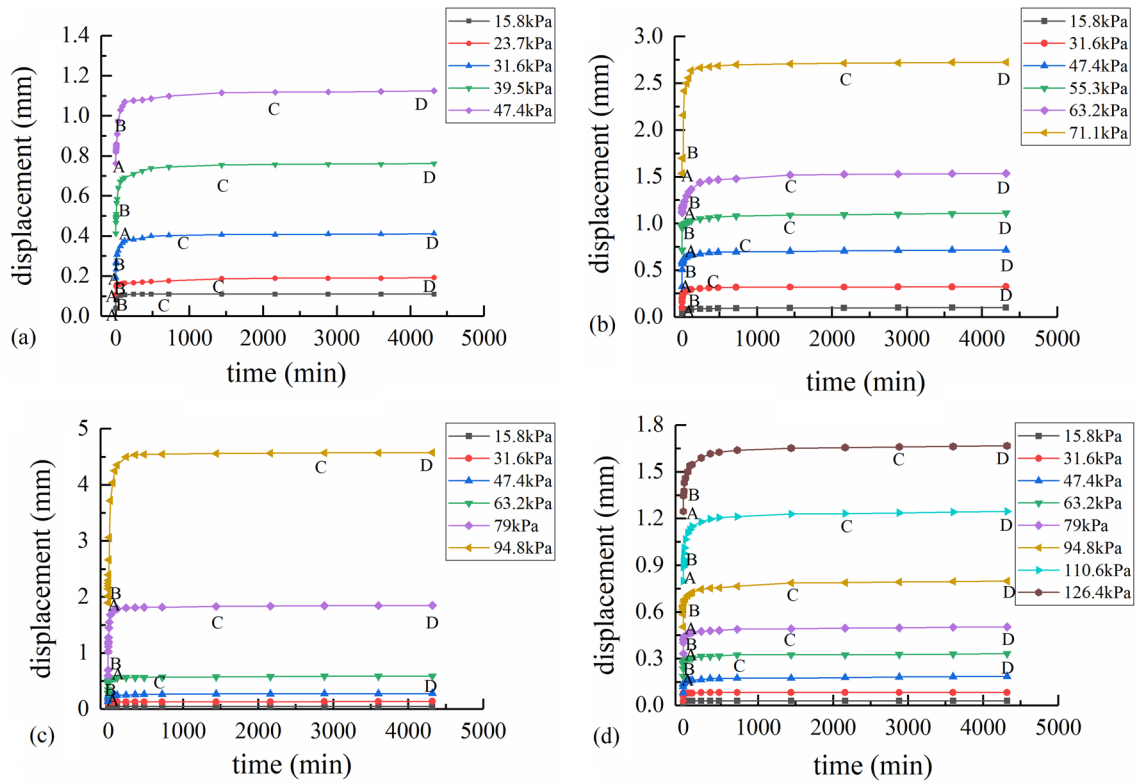 15.8kPa
23.7kPa
31.6kPa
39.5kPa
47.4kPa
1.4
1.2
1.0
0.8
0.6
0.4
0.2
0.0
displacement (mm)
B
A
C
D
B
C
D
A
B
C
D
A
C
D
A
B
C
A
0
1000
2000
3000
4000
5000
time (min)
(a)
15.8kPa
31.6kPa
47.4kPa
55.3kPa
63.2kPa
71.1kPa
3.0
2.5
2.0
1.5
1.0
0.5
0.0
displacement (mm)
C
D
B
A
C
D
B
A
C
D
B
A
C
D
B
A
C
D
B
A
0
1000
2000
3000
4000
5000
time (min)
(b)
15.8kPa
31.6kPa
47.4kPa
63.2kPa
79kPa
94.8kPa
5
4
3
2
1
0
displacement (mm)
C
D
B
A
C
D
B
A
C
D
B
A
0
1000
2000
3000
4000
5000
time (min)
(c)
15.8kPa
31.6kPa
47.4kPa
63.2kPa
79kPa
94.8kPa
110.6kPa
126.4kPa
1.8
1.5
1.2
0.9
0.6
0.3
0.0
displacement (mm)
C
D
B
A
C
D
B
A
C
D
B
A
C
D
B
A
C
D
B
A
0
1000
2000
3000
4000
5000
time (min)
(d)